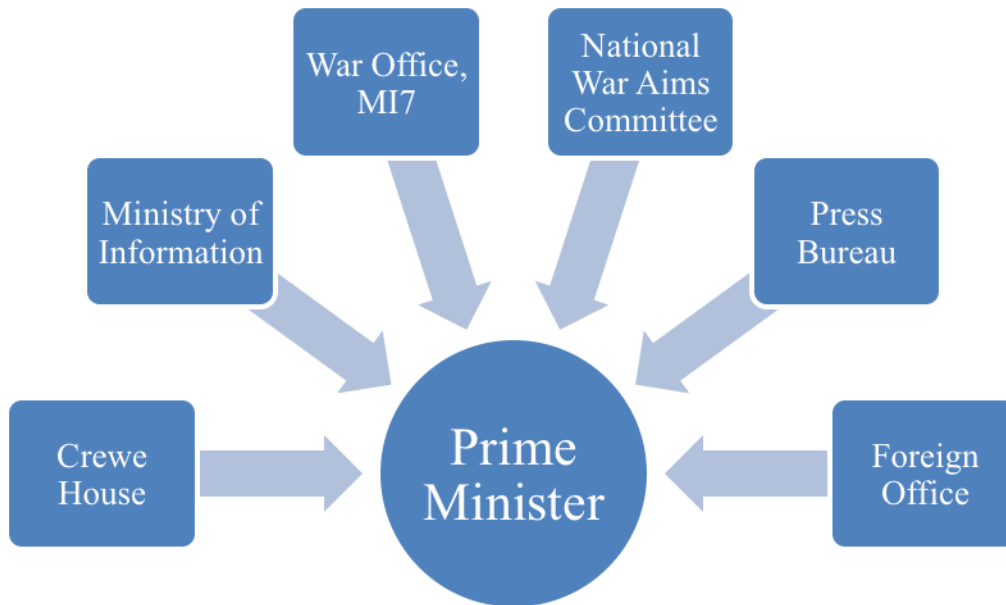 War Office,
MI7
National
War Aims
Committee
Ministry of
Information
Press
Bureau
Crewe
House
Prime
Minister
Foreign
Office